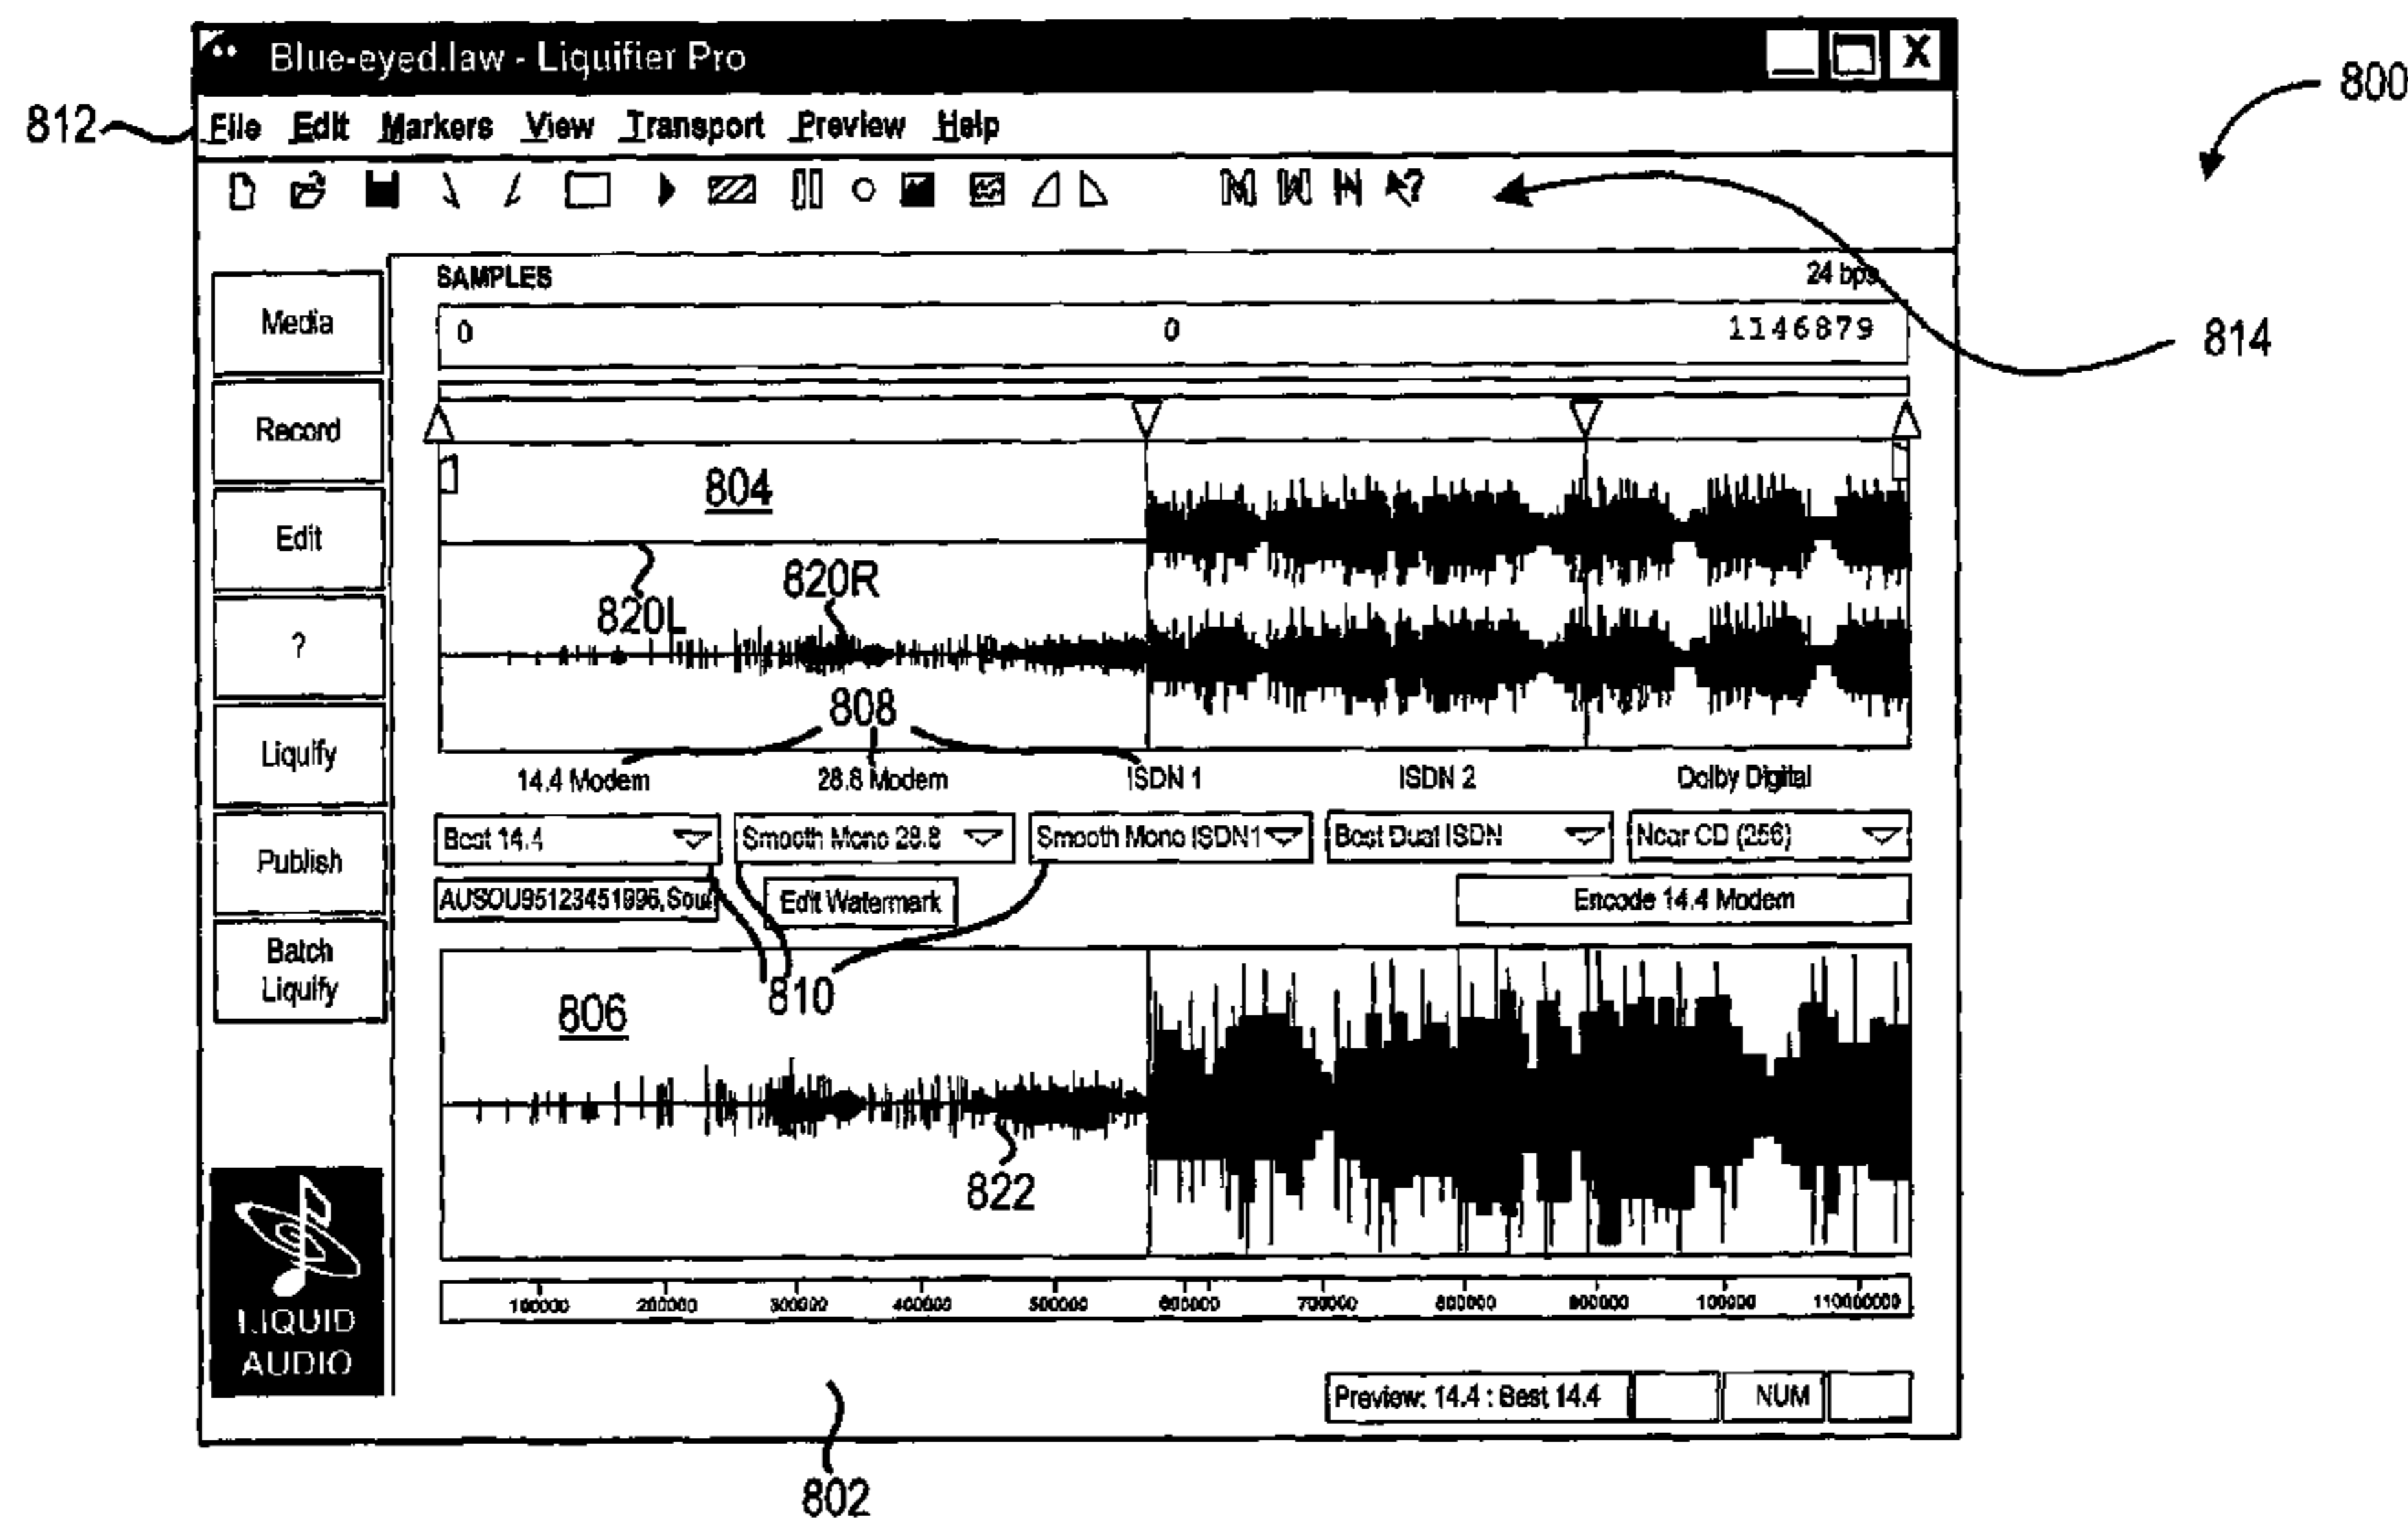 Blue-eyed.law - Liquifier Pro
800
812
File Edit Markers View Transport Preview Help
814
SAMPLES 24 bps
0 0 1146879
Media
Record
Edit
?
Liquify
Publish
Batch
Liquify
804
820L
820R
808
14.4 Modem 28.8 Modem ISDN 1 ISDN 2 Dolby Digital
Best 14.4 Smooth Mono 28.8 Smooth Mono ISDN1 Best Dual ISDN Near CD (256)
AUSOU95123451996,Sour Edit Watermark Encode 14.4 Modem
810
806
822
100000 200000 300000 400000 500000 600000 700000 800000 900000 100000 110000000
LIQUID
AUDIO
Preview: 14.4 : Best 14.4 NUM
802